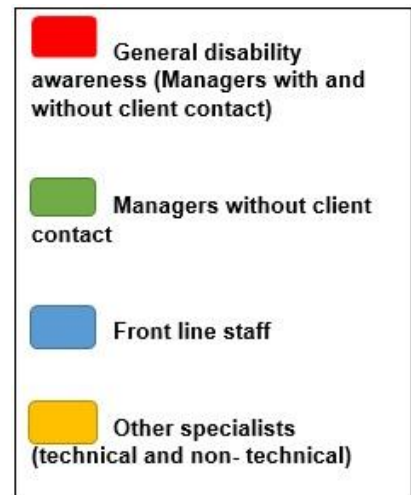 General disability
awareness (Managers with and
without client contact)
Managers without client
contact
Front line staff
Other specialists
(technical and non- technical)